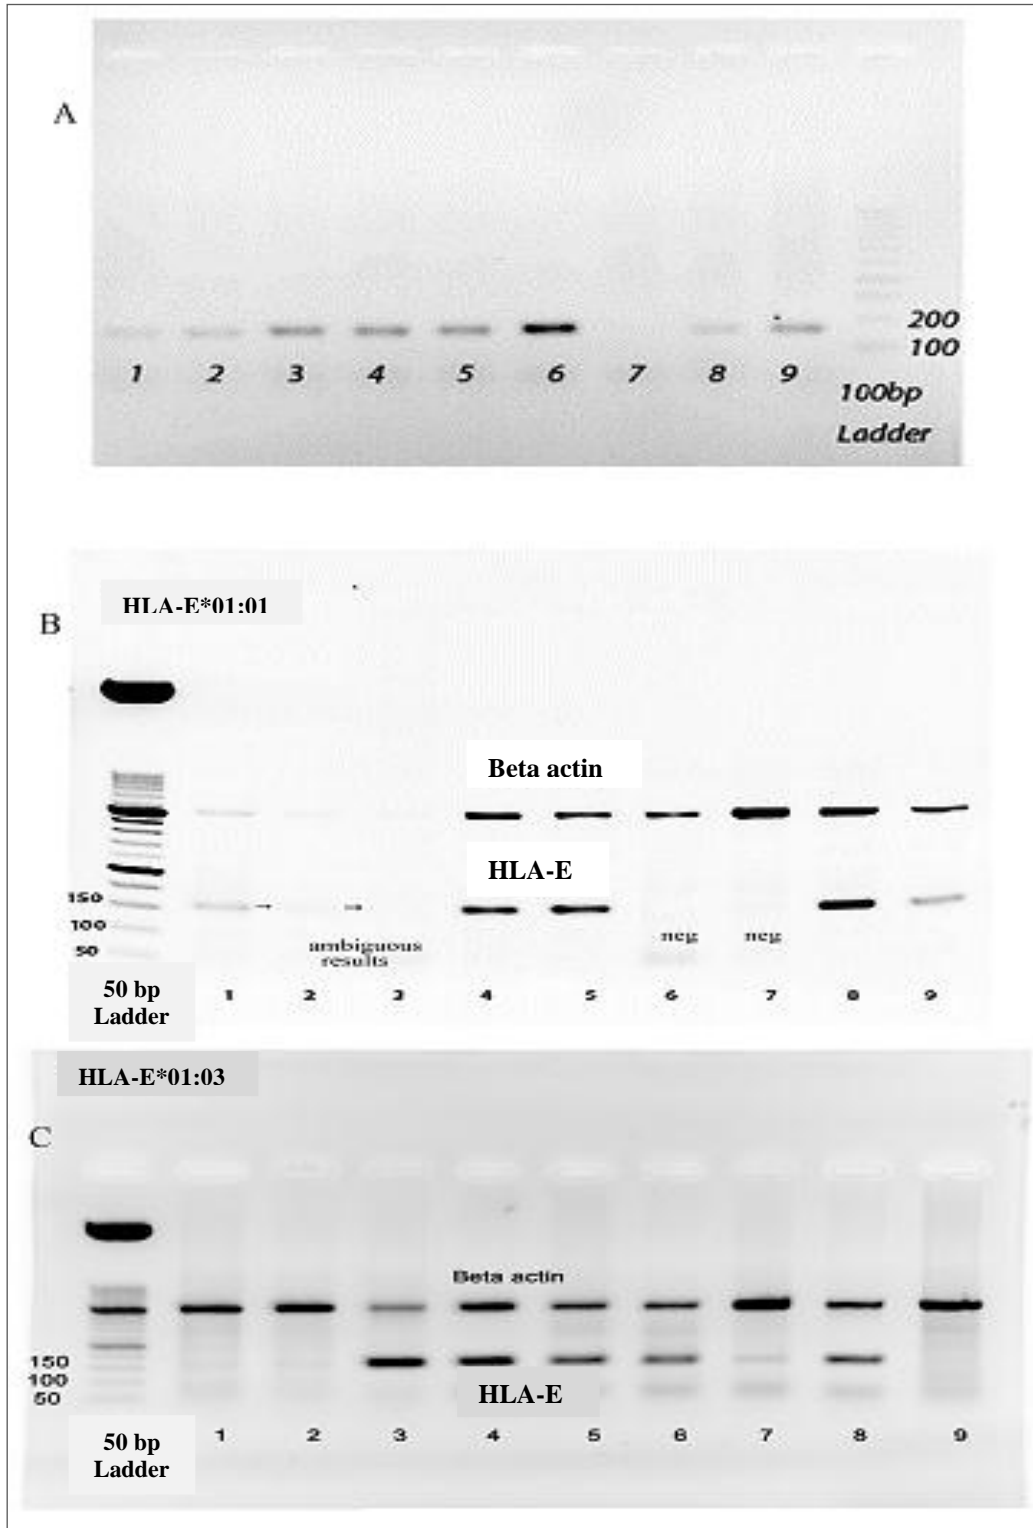 A
200
100
1 2 3 4 5 6 7 8 9
100bp
Ladder
B
HLA-E*01:01
Beta actin
HLA-E
150
100
50
neg neg
ambiguous
results
50 bp
Ladder
1 2 3 4 5 6 7 8 9
HLA-E*01:03
C
Beta actin
150
100
50
HLA-E
50 bp
Ladder
1 2 3 4 5 6 7 8 9